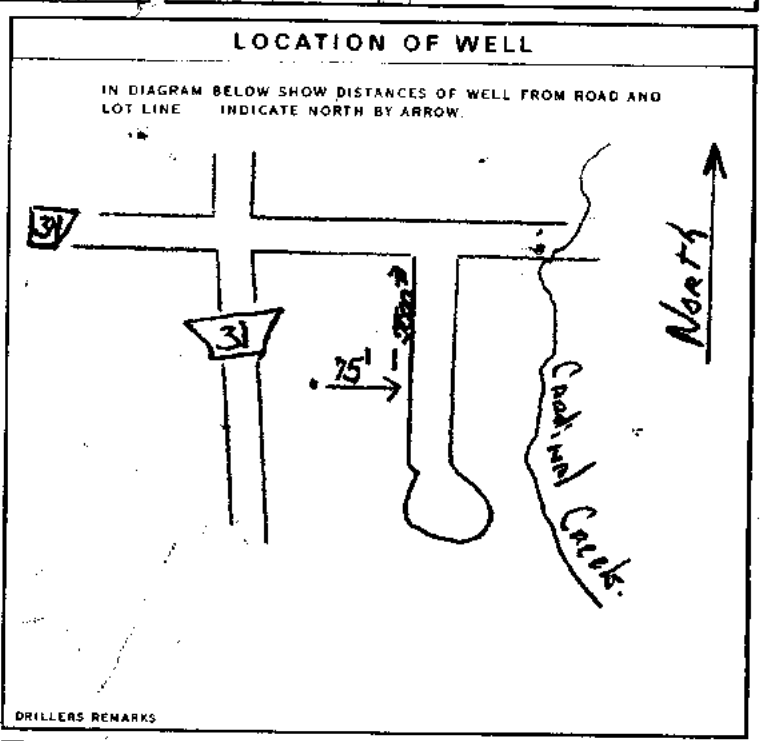 LOCATION OF WELL
IN DIAGRAM BELOW SHOW DISTANCES OF WELL FROM ROAD AND
LOT LINE INDICATE NORTH BY ARROW.
31
31
75'
North
Cardinal Creek.
DRILLERS REMARKS